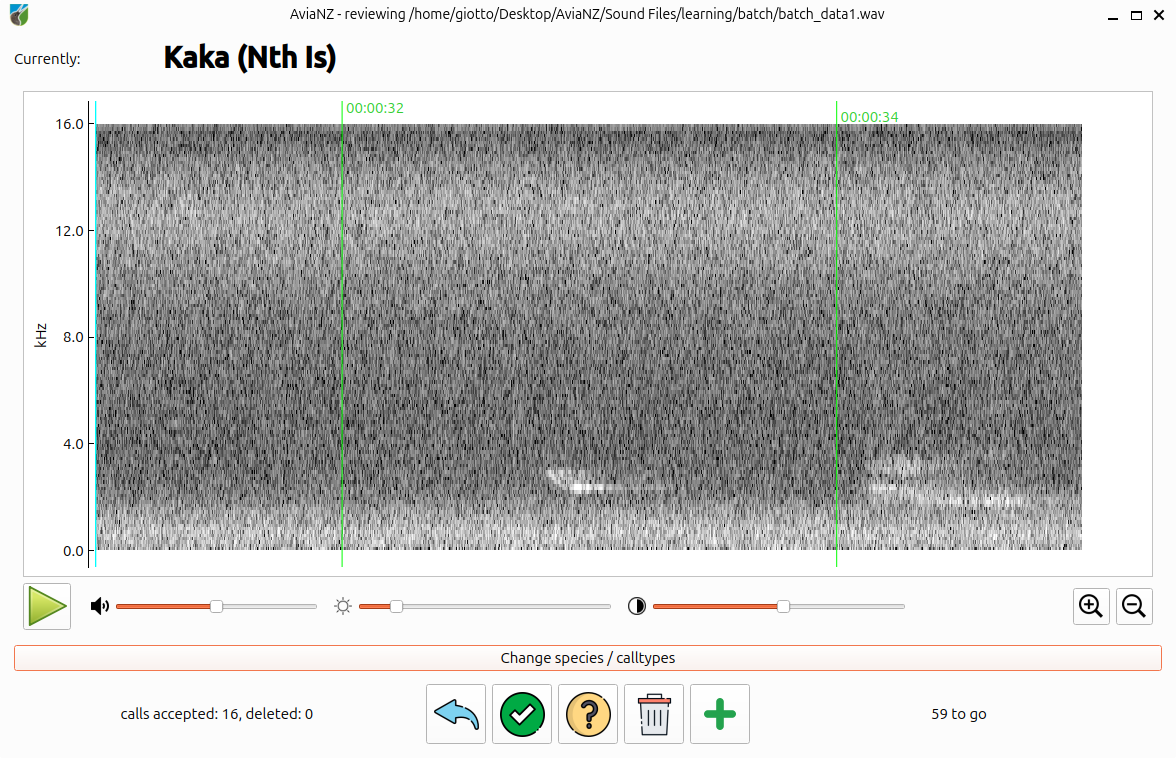 AviaNZ - reviewing /home/giotto/Desktop/AviaNZ/Sound Files/learning/batch/batch_data1.wav
Currently: Kaka (Nth Is)
00:00:32
00:00:34
16.0
12.0
8.0
4.0
0.0
kHz
Change species / calltypes
calls accepted: 16, deleted: 0
?
59 to go